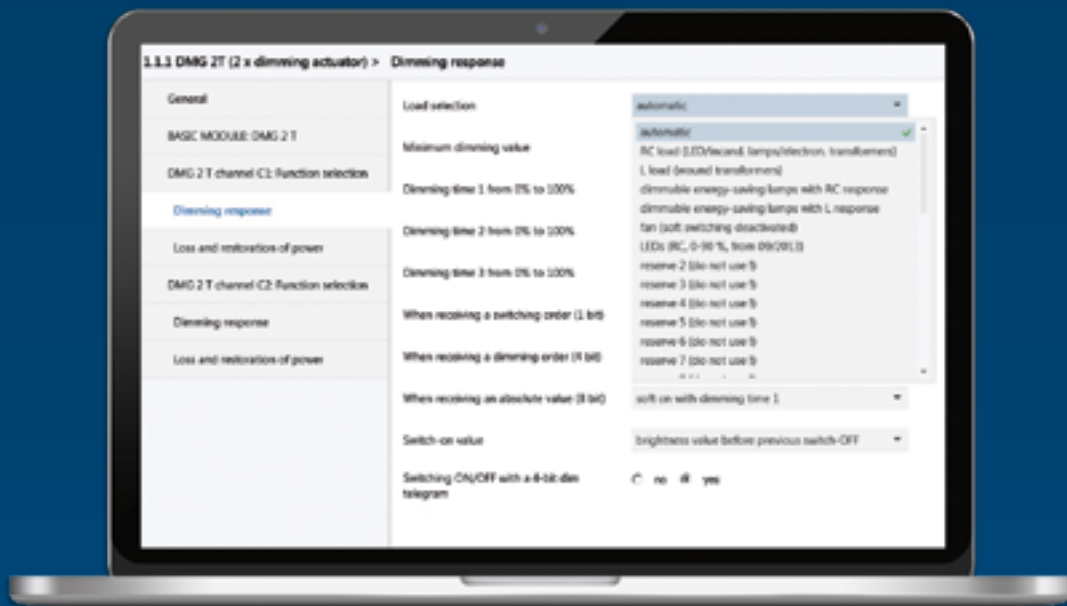 1.1.1 DMG 2T (2 x dimming actuator) > Dimming response
General
BASIC MODULE: DMG 2 T
DMG 2 T channel C1: Function selection
Dimming response
Loss and restoration of power
DMG 2 T channel C2: Function selection
Dimming response
Loss and restoration of power
Load selection
automatic
Minimum dimming value
Dimming time 1 from 0% to 100%
Dimming time 2 from 0% to 100%
Dimming time 3 from 0% to 100%
When receiving a switching order (1 bit)
When receiving a dimming order (4 bit)
automatic
RC load (LED/incand. lamps/electron. transformers)
L load (wound transformers)
dimmable energy-saving lamps with RC response
dimmable energy-saving lamps with L response
fan (soft switching deactivated)
LEDs (RC, 0-90 %, from 09/2013)
reserve 2 (do not use !)
reserve 3 (do not use !)
reserve 4 (do not use !)
reserve 5 (do not use !)
reserve 6 (do not use !)
reserve 7 (do not use !)
When receiving an absolute value (8 bit)
soft on with dimming time 1
Switch-on value
brightness value before previous switch-OFF
Switching ON/OFF with a 4-bit dim
telegram
no yes